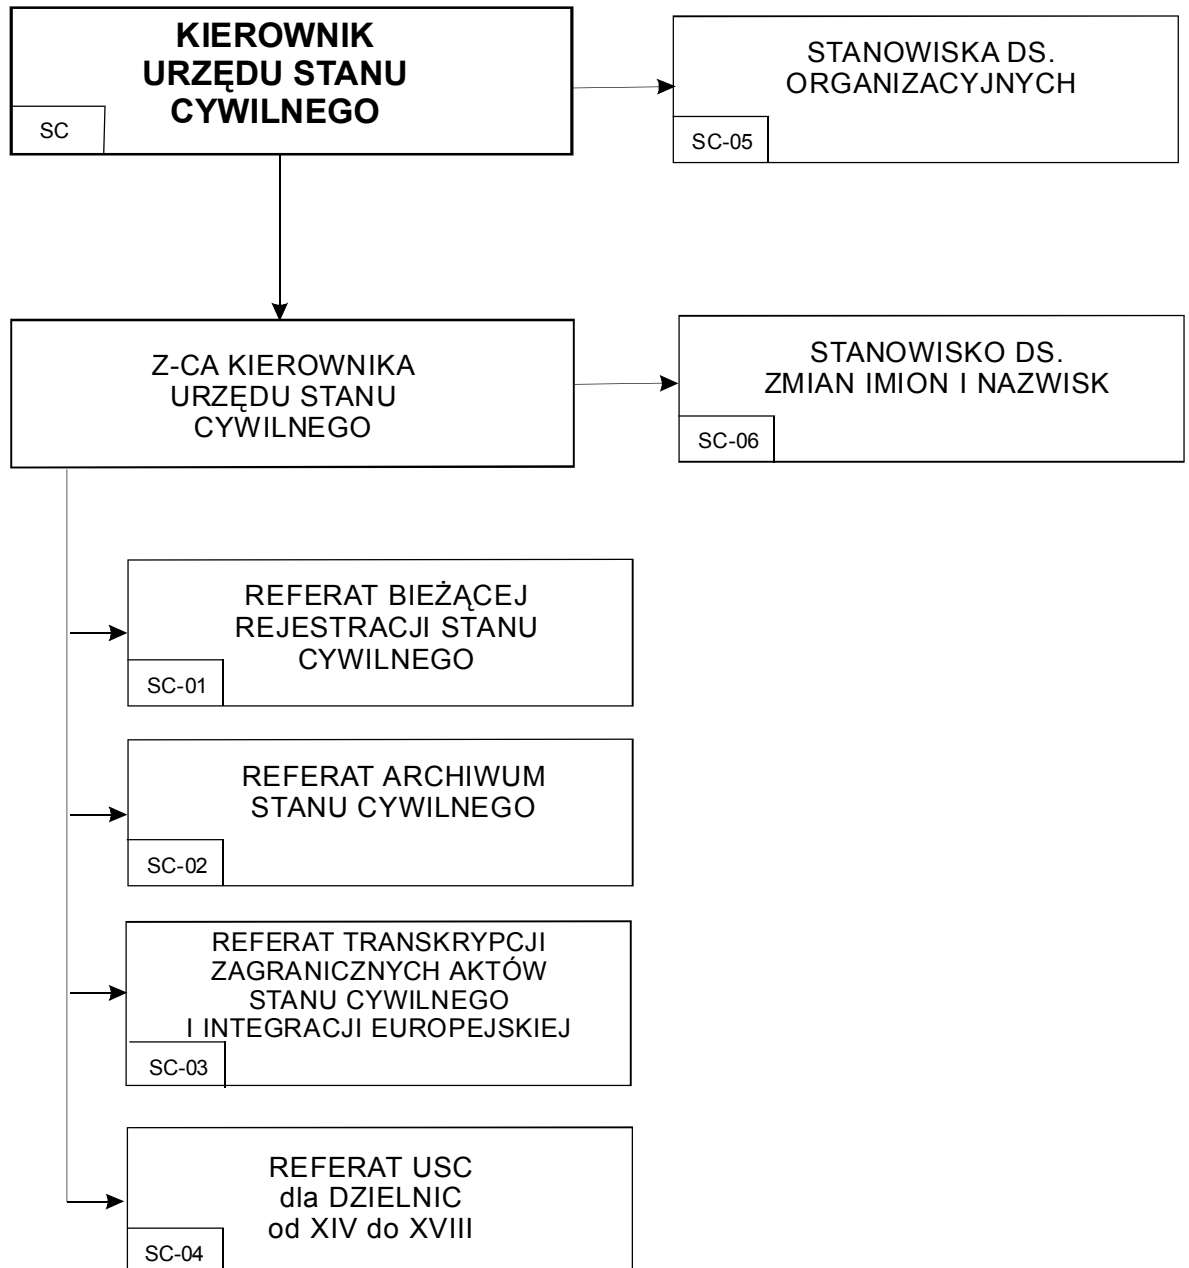 KIEROWNIK
URZĘDU STANU
CYWILNEGO
SC
STANOWISKA DS.
ORGANIZACYJNYCH
SC-05
Z-CA KIEROWNIKA
URZĘDU STANU
CYWILNEGO
STANOWISKO DS.
ZMIAN IMION I NAZWISK
SC-06
REFERAT BIEŻĄCEJ
REJESTRACJI STANU
CYWILNEGO
SC-01
REFERAT ARCHIWUM
STANU CYWILNEGO
SC-02
REFERAT TRANSKRYPCJI
ZAGRANICZNYCH AKTÓW
STANU CYWILNEGO
I INTEGRACJI EUROPEJSKIEJ
SC-03
REFERAT USC
dla DZIELNIC
od XIV do XVIII
SC-04